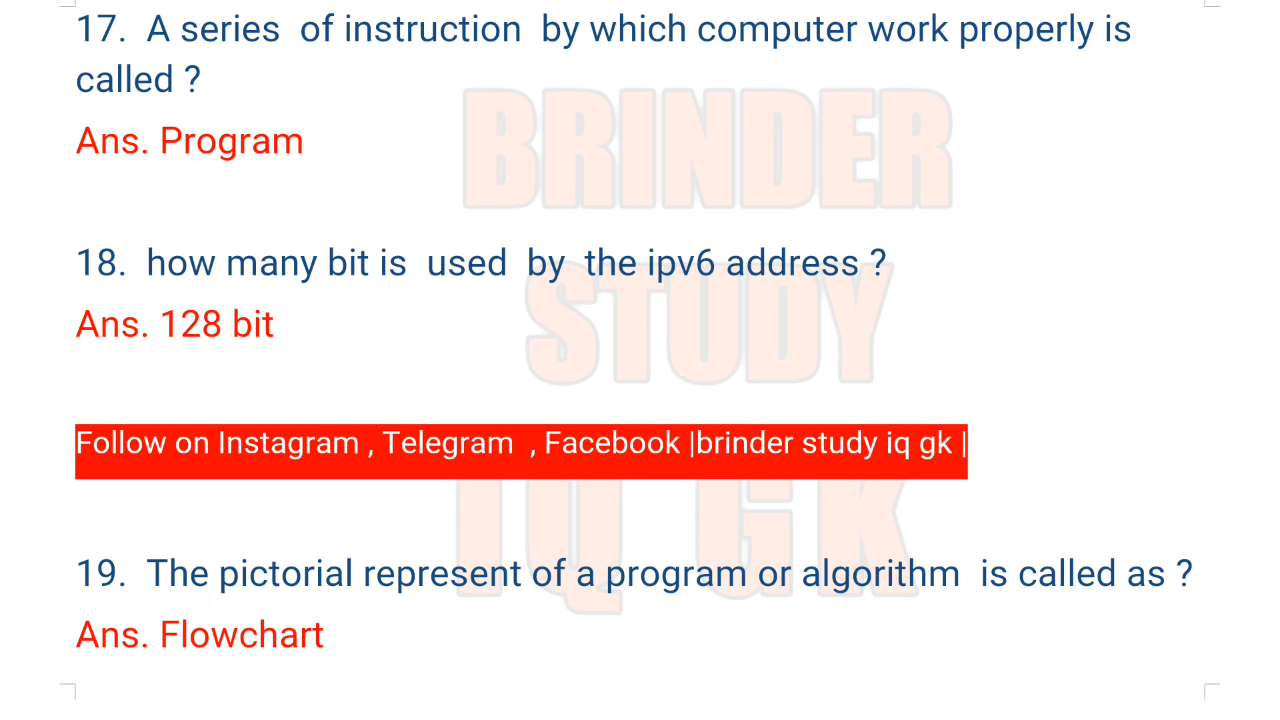 17. A series of instruction by which computer work properly is
called ?
Ans. Program
BRINDER
18. how many bit is used by the ipv6 address ?
STUDY
Ans. 128 bit
Follow on Instagram , Telegram , Facebook |brinder study iq gk |
IQ GK
19. The pictorial represent of a program or algorithm is called as ?
Ans. Flowchart